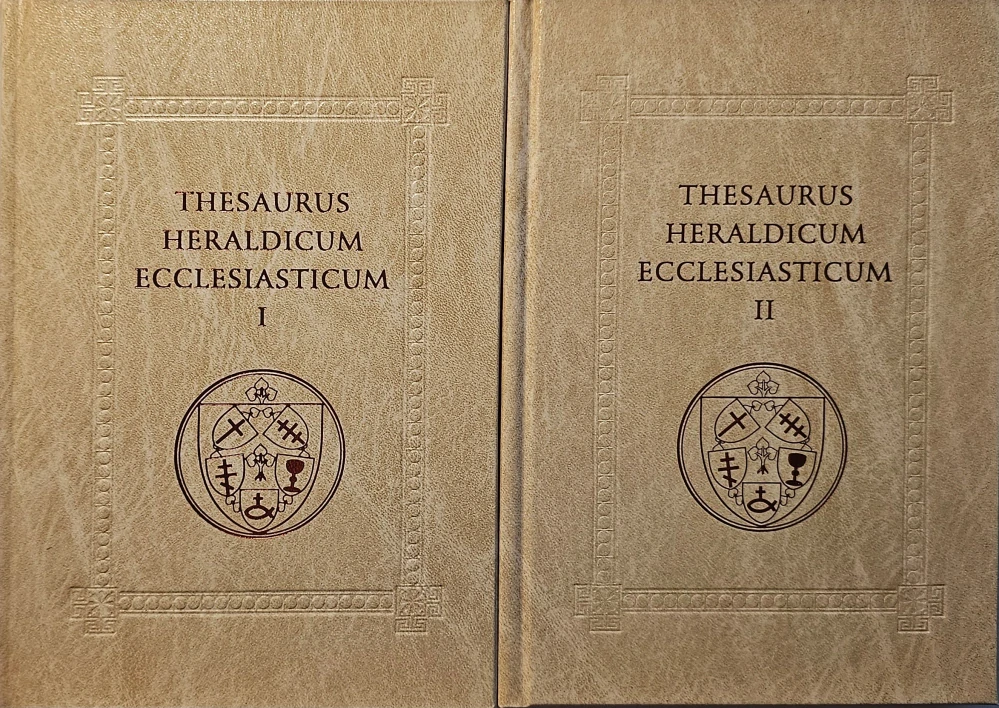 THESAURUS
HERALDICUM
ECCLESIASTICUM
I
THESAURUS
HERALDICUM
ECCLESIASTICUM
II